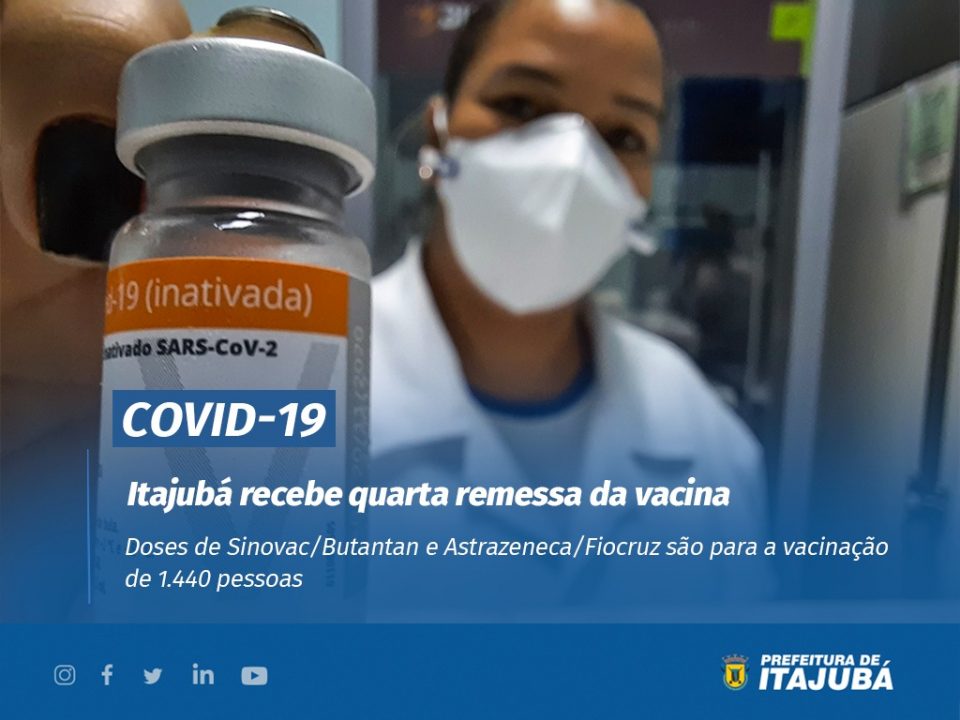 -19 (inativada)
SARS-CoV-2
COVID-19
Itajubá recebe quarta remessa da vacina
Doses de Sinovac/Butantan e Astrazeneca/Fiocruz são para a vacinação
de 1.440 pessoas
PREFEITURA DE
ITAJUBÁ